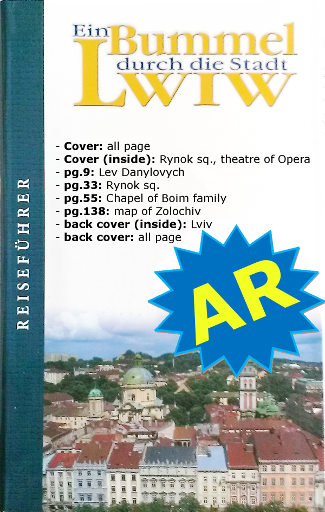 Ein Bummel
durch die Stadt
LWIW
- Cover: all page
- Cover (inside): Rynok sq., theatre of Opera
- pg.9: Lev Danylovych
- pg.33: Rynok sq.
- pg.55: Chapel of Boim family
- pg.138: map of Zolochiv
- back cover (inside): Lviv
- back cover: all page
AR
REISEFÜHRER